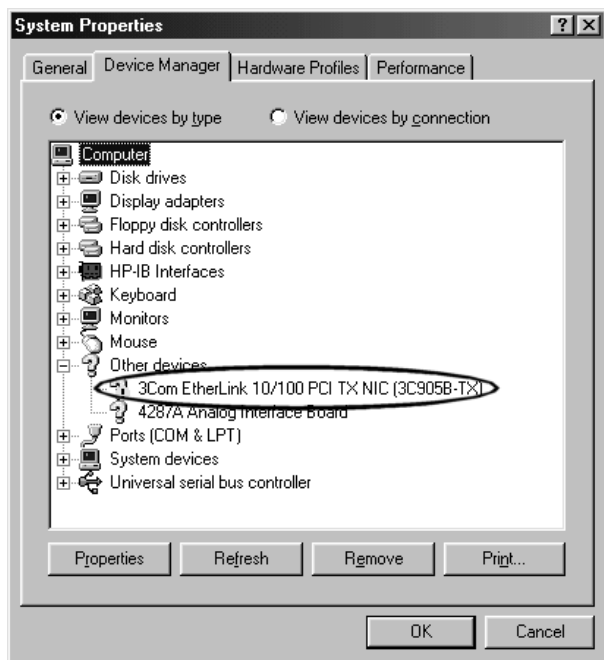 System Properties
General Device Manager Hardware Profiles Performance
View devices by type View devices by connection
Computer
Disk drives
Display adapters
Floppy disk controllers
Hard disk controllers
HP-IB Interfaces
Keyboard
Monitors
Mouse
Other devices
3Com EtherLink 10/100 PCI TX NIC (3C905B-TX)
4287A Analog Interface Board
Ports (COM & LPT)
System devices
Universal serial bus controller
Properties Refresh Remove Print...
OK Cancel